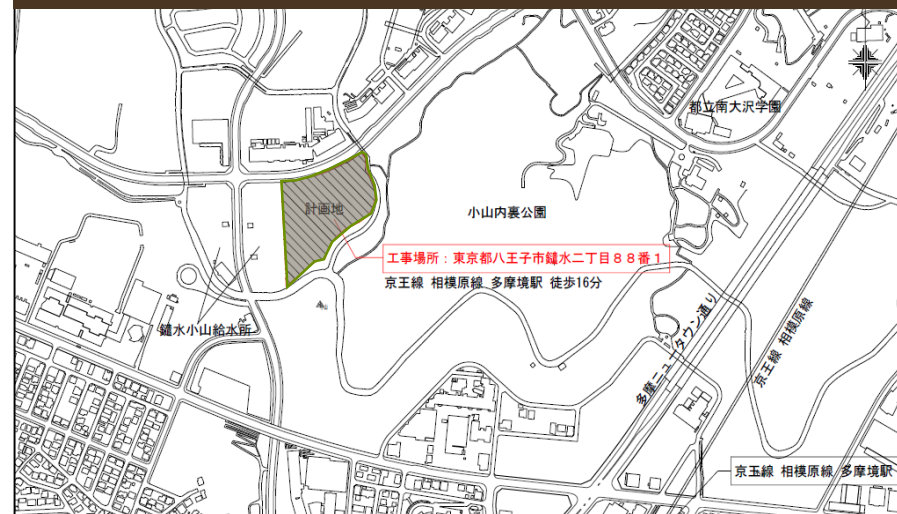 都立南大沢学園
計画地
小山内裏公園
工事場所：東京都八王子市鑓水二丁目８８番１
京王線 相模原線 多摩境駅 徒歩16分
鑓水小山給水所
多摩ニュータウン通り
京王線 相模原線
京玉線 相模原線 多摩境駅